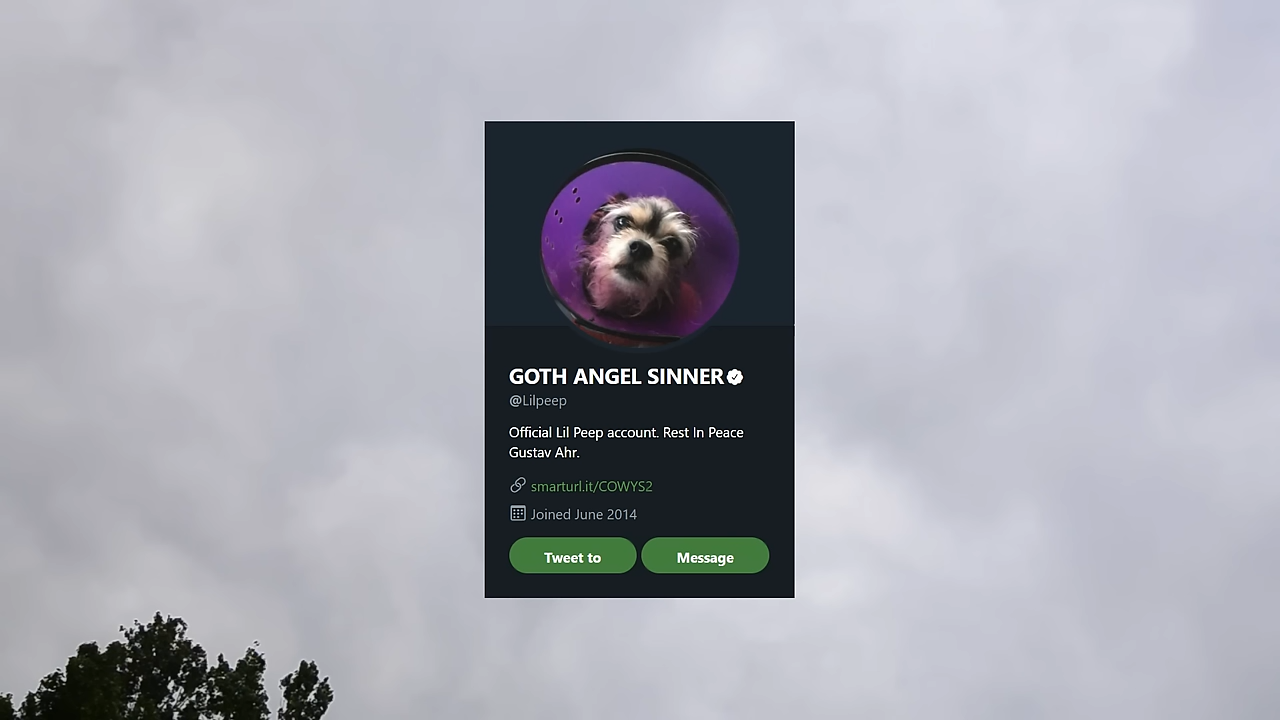 GOTH ANGEL SINNER
@Lilpeep
Official Lil Peep account. Rest In Peace
Gustav Ahr.
smarturl.it/COWYS2
Joined June 2014
Tweet to Message